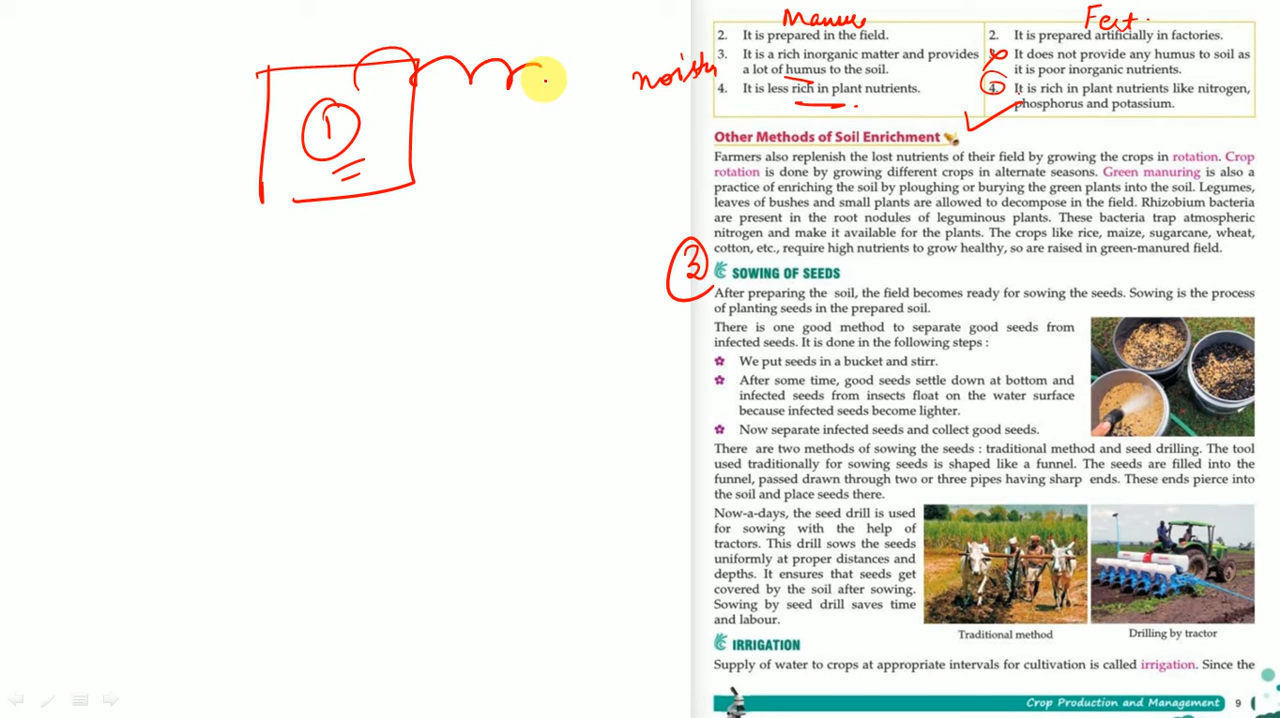 1
Manure
Fert.
moistu
2. It is prepared in the field.
3. It is a rich inorganic matter and provides
a lot of humus to the soil.
4. It is less rich in plant nutrients.
2. It is prepared artificially in factories.
It does not provide any humus to soil as
it is poor inorganic nutrients.
4. It is rich in plant nutrients like nitrogen,
phosphorus and potassium.
Other Methods of Soil Enrichment
Farmers also replenish the lost nutrients of their field by growing the crops in rotation. Crop
rotation is done by growing different crops in alternate seasons. Green manuring is also a
practice of enriching the soil by ploughing or burying the green plants into the soil. Legumes,
leaves of bushes and small plants are allowed to decompose in the field. Rhizobium bacteria
are present in the root nodules of leguminous plants. These bacteria trap atmospheric
nitrogen and make it available for the plants. The crops like rice, maize, sugarcane, wheat,
cotton, etc., require high nutrients to grow healthy, so are raised in green-manured field.
3
SOWING OF SEEDS
After preparing the soil, the field becomes ready for sowing the seeds. Sowing is the process
of planting seeds in the prepared soil.
There is one good method to separate good seeds from
infected seeds. It is done in the following steps :
We put seeds in a bucket and stirr.
After some time, good seeds settle down at bottom and
infected seeds from insects float on the water surface
because infected seeds become lighter.
Now separate infected seeds and collect good seeds.
There are two methods of sowing the seeds : traditional method and seed drilling. The tool
used traditionally for sowing seeds is shaped like a funnel. The seeds are filled into the
funnel, passed drawn through two or three pipes having sharp ends. These ends pierce into
the soil and place seeds there.
Now-a-days, the seed drill is used
for sowing with the help of
tractors. This drill sows the seeds
uniformly at proper distances and
depths. It ensures that seeds get
covered by the soil after sowing.
Sowing by seed drill saves time
and labour.
Traditional method
Drilling by tractor
IRRIGATION
Supply of water to crops at appropriate intervals for cultivation is called irrigation. Since the
Crop Production and Management 9